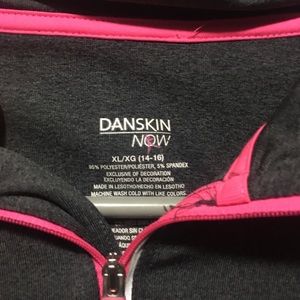 DANSKIN
NOW
XL/XG (14-16)
95% POLYESTER/POLIÉSTER, 5% SPANDEX
EXCLUSIVE OF DECORATION
EXCLUYENDO LA DECORACIÓN
MADE IN LESOTHO/HECHO EN LESOTHO
MACHINE WASH COLD WITH LIKE COLORS.